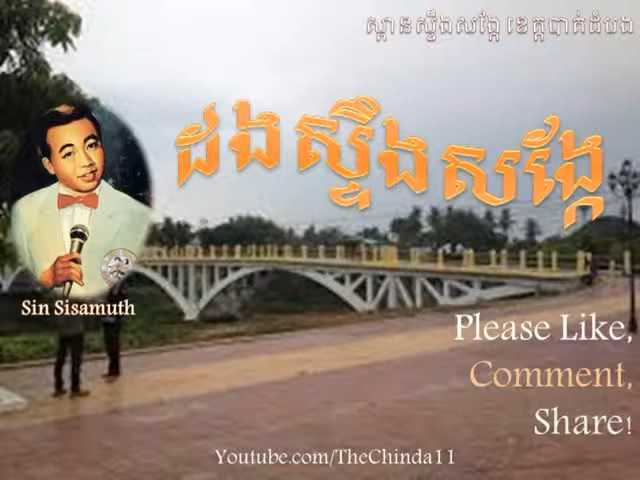 ស្ពានស្ទឹងសង្កែ ខេត្តបាត់ដំបង
ដងស្ទឹងសង្កែ
Sin Sisamuth
Please Like,
Comment,
Share!
Youtube.com/TheChinda11